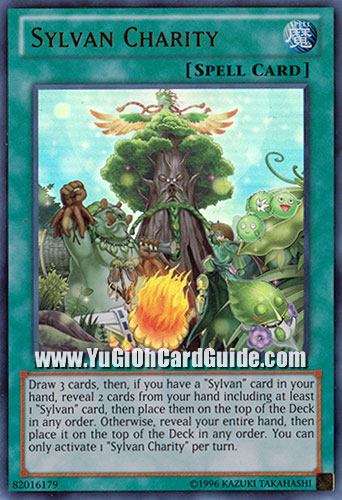 SYLVAN CHARITY
[SPELL CARD]
www.YuGiOhCardGuide.com
Draw 3 cards, then, if you have a "Sylvan" card in your
hand, reveal 2 cards from your hand including at least
1 "Sylvan" card, then place them on the top of the Deck
in any order. Otherwise, reveal your entire hand, then
place it on the top of the Deck in any order. You can
only activate 1 "Sylvan Charity" per turn.
82016179 ©1996 KAZUKI TAKAHASHI